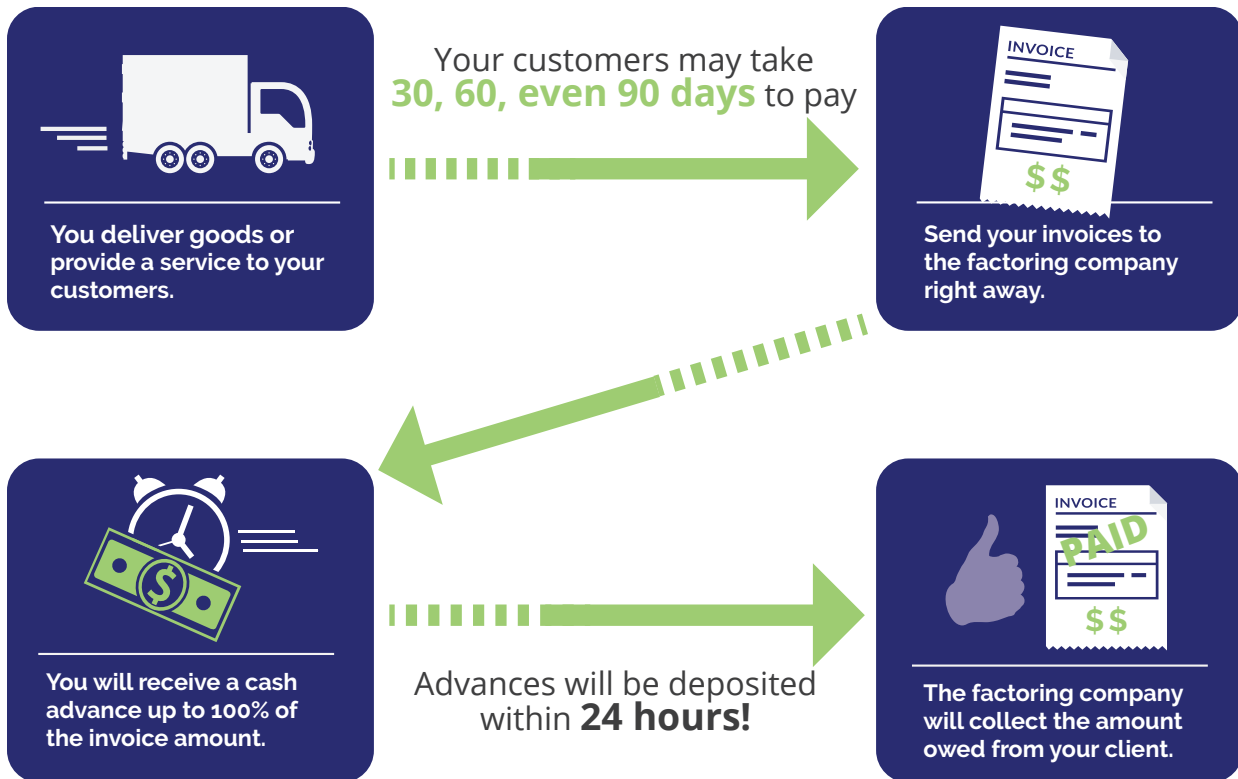 You deliver goods or
provide a service to your
customers.
Your customers may take
30, 60, even 90 days to pay
INVOICE
$$
Send your invoices to
the factoring company
right away.
$
You will receive a cash
advance up to 100% of
the invoice amount.
Advances will be deposited
within 24 hours!
INVOICE
PAID
$$
The factoring company
will collect the amount
owed from your client.